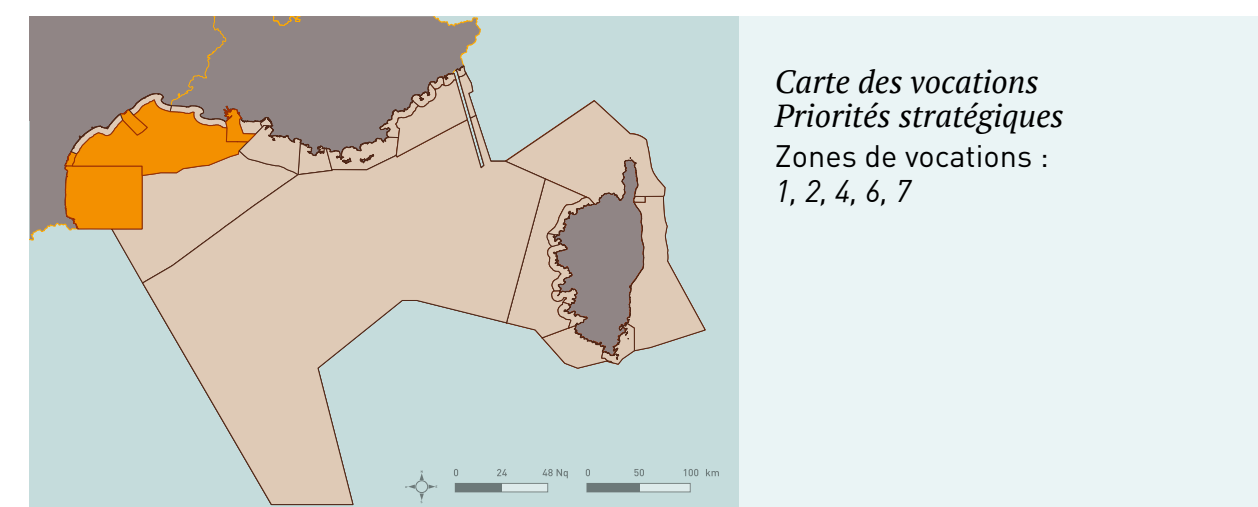 Carte des vocations
Priorités stratégiques
Zones de vocations :
1, 2, 4, 6, 7
0 24 48 Nq 0 50 100 km